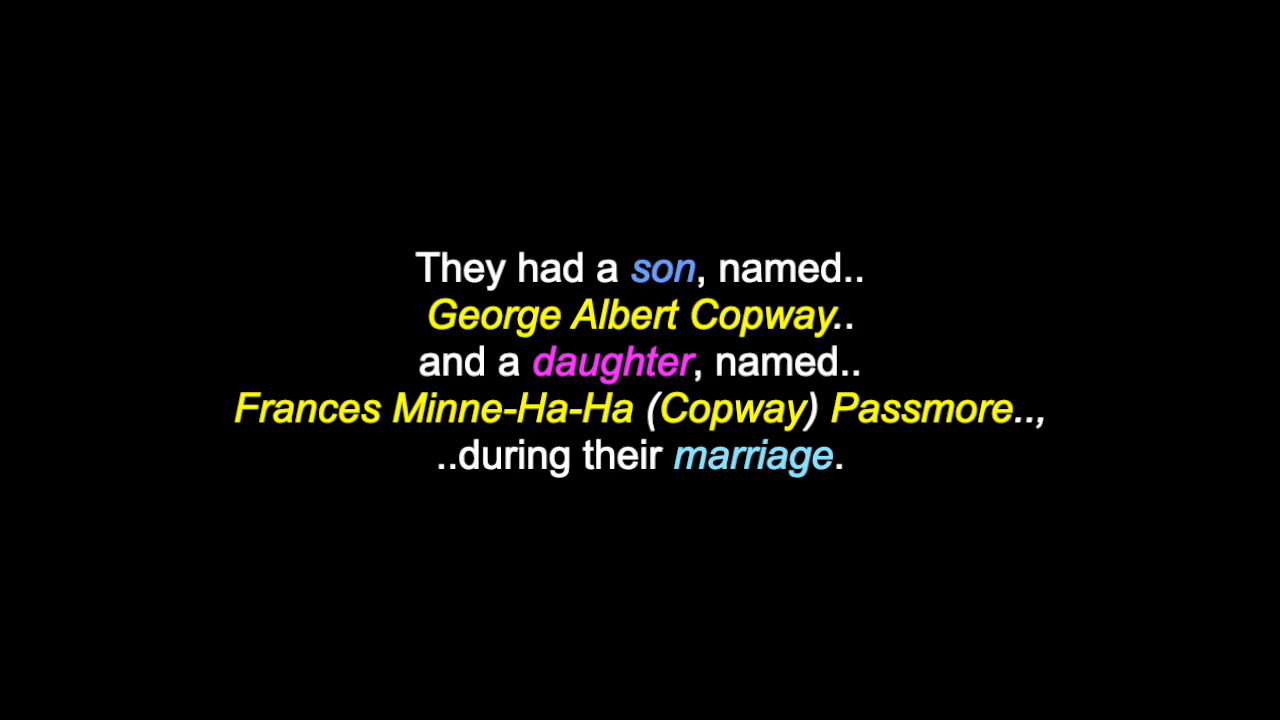 They had a son, named..
George Albert Copway..
and a daughter, named..
Frances Minne-Ha-Ha (Copway) Passmore..,
..during their marriage.